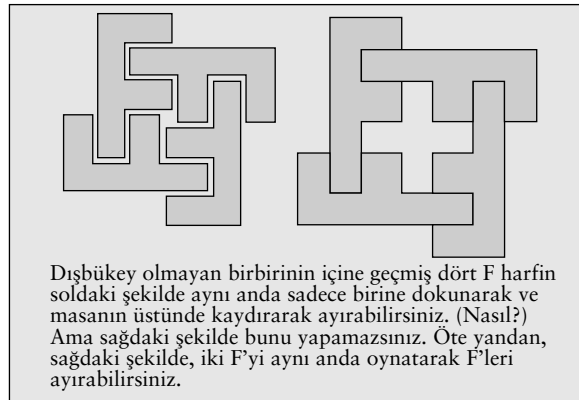 Dışbükey olmayan birbirinin içine geçmiş dört F harfin
soldaki şekilde aynı anda sadece birine dokunarak ve
masanın üstünde kaydırarak ayırabilirsiniz. (Nasıl?)
Ama sağdaki şekilde bunu yapamazsınız. Öte yandan,
sağdaki şekilde, iki F’yi aynı anda oynatarak F’leri
ayırabilirsiniz.